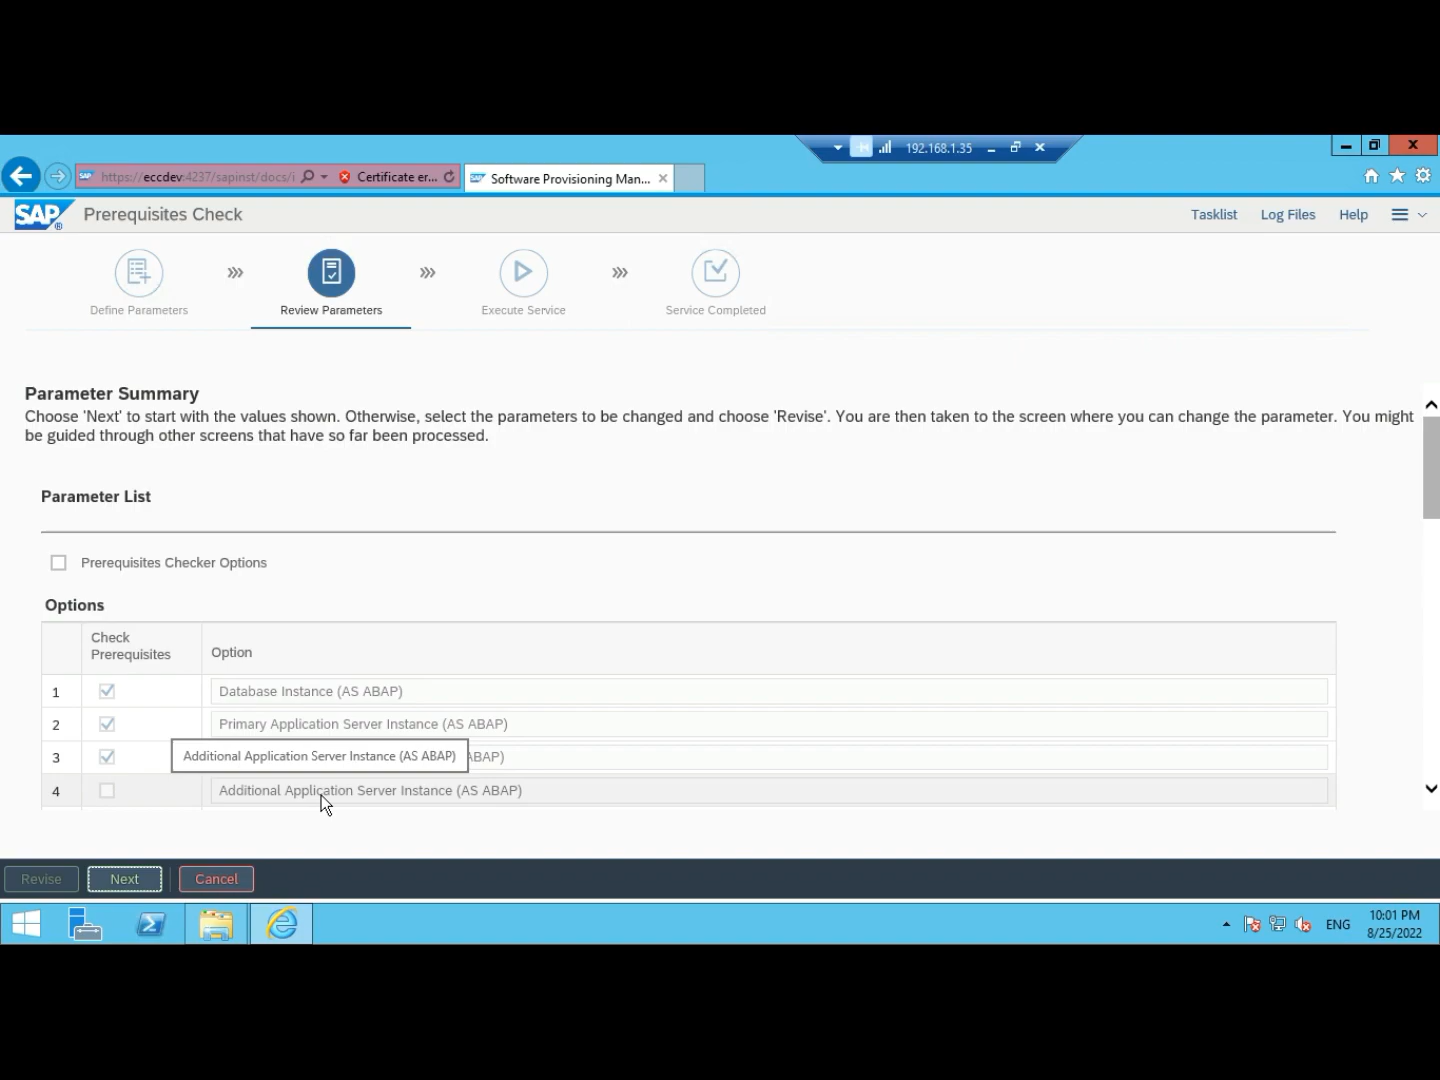 192.168.1.35
https://eccdev:4237/sapinst/docs/i
Certificate er...
Software Provisioning Man...
SAP
Prerequisites Check
Tasklist
Log Files
Help
Define Parameters
Review Parameters
Execute Service
Service Completed
Parameter Summary
Choose 'Next' to start with the values shown. Otherwise, select the parameters to be changed and choose 'Revise'. You are then taken to the screen where you can change the parameter. You might
be guided through other screens that have so far been processed.
Parameter List
Prerequisites Checker Options
Options
Check
Prerequisites
Option
1
Database Instance (AS ABAP)
2
Primary Application Server Instance (AS ABAP)
3
Additional Application Server Instance (AS ABAP)
ABAP)
4
Additional Application Server Instance (AS ABAP)
Revise
Next
Cancel
ENG
10:01 PM
8/25/2022